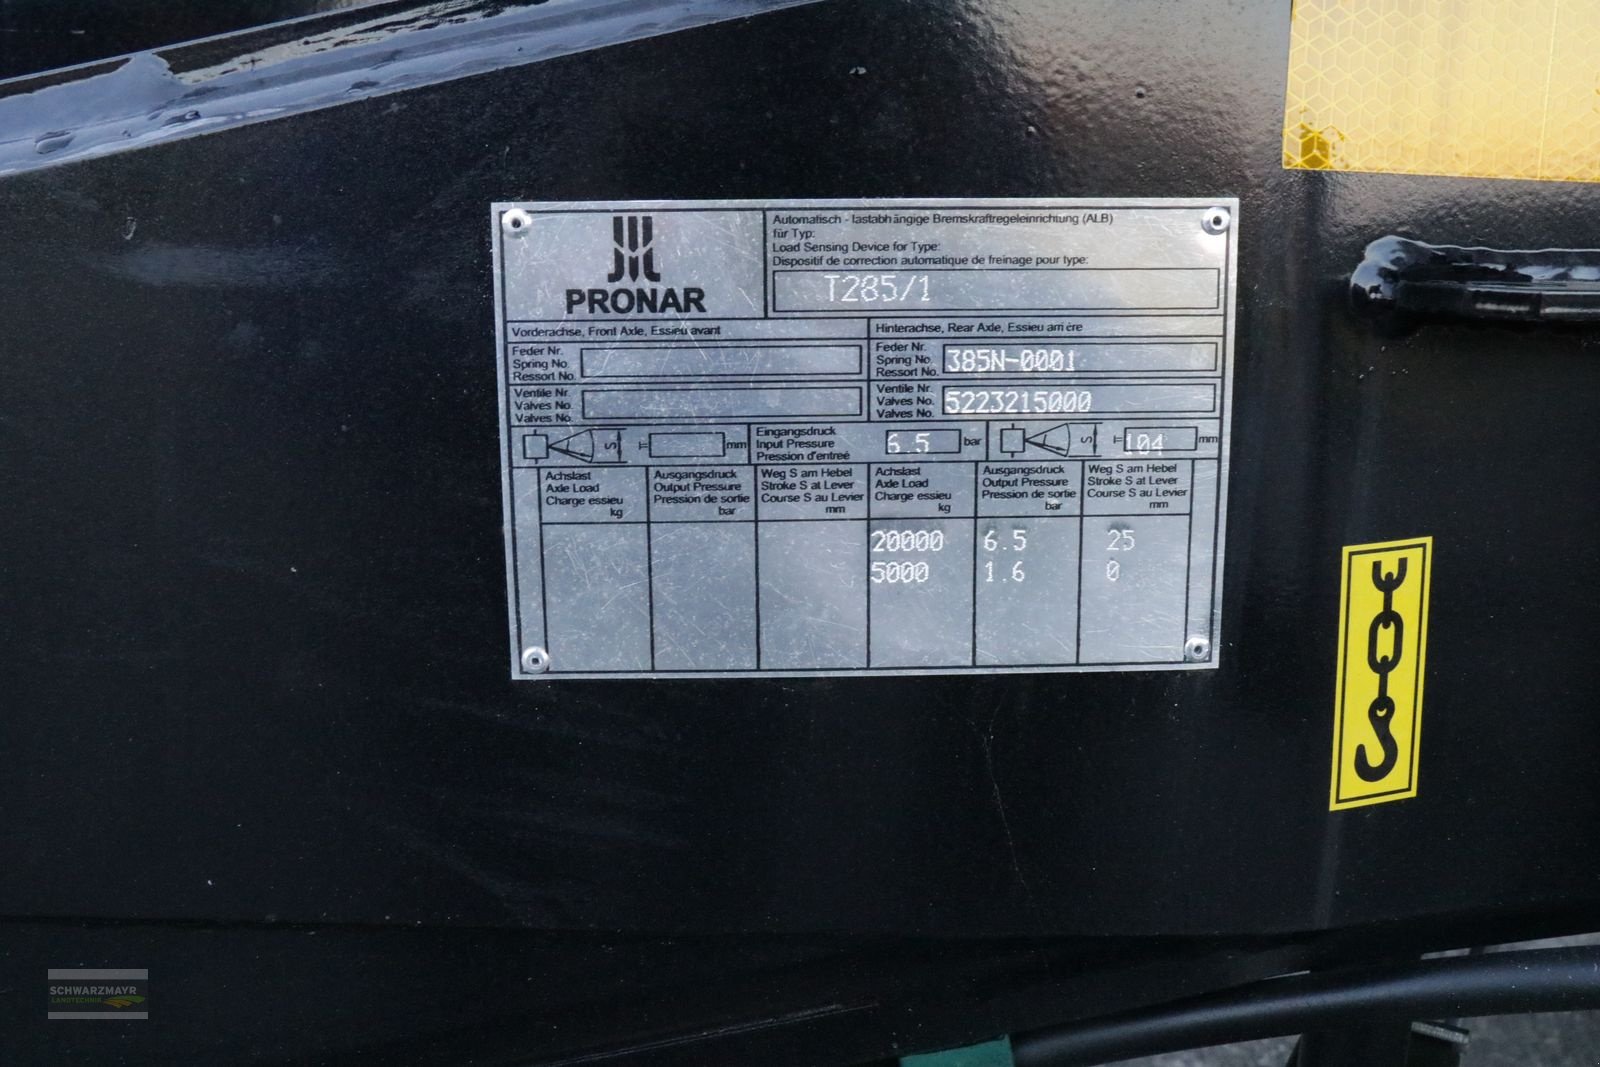 PRONAR
Automatisch - lastabhängige Bremskraftregeleinrichtung (ALB)
für Typ:
Load Sensing Device for Type:
Dispositif de correction automatique de freinage pour type:
T285/1
Vorderachse, Front Axle, Essieu avant
Feder Nr.
Spring No.
Ressort No.
Ventile Nr.
Valves No.
Valves No.
Hinterachse, Rear Axle, Essieu arrière
Feder Nr.
Spring No.
Ressort No.
385N-0001
Ventile Nr.
Valves No.
Valves No.
5223215000
S
l=
mm
Eingangsdruck
Input Pressure
Pression d'entreé
6.5
bar
S
l=
104
mm
Achslast
Axle Load
Charge essieu
kg
Ausgangsdruck
Output Pressure
Pression de sortie
bar
Weg S am Hebel
Stroke S at Lever
Course S au Levier
mm
Achslast
Axle Load
Charge essieu
kg
Ausgangsdruck
Output Pressure
Pression de sortie
bar
Weg S am Hebel
Stroke S at Lever
Course S au Levier
mm
20000 6.5 25
5000 1.6 0
SCHWARZMAYR
LANDTECHNIK